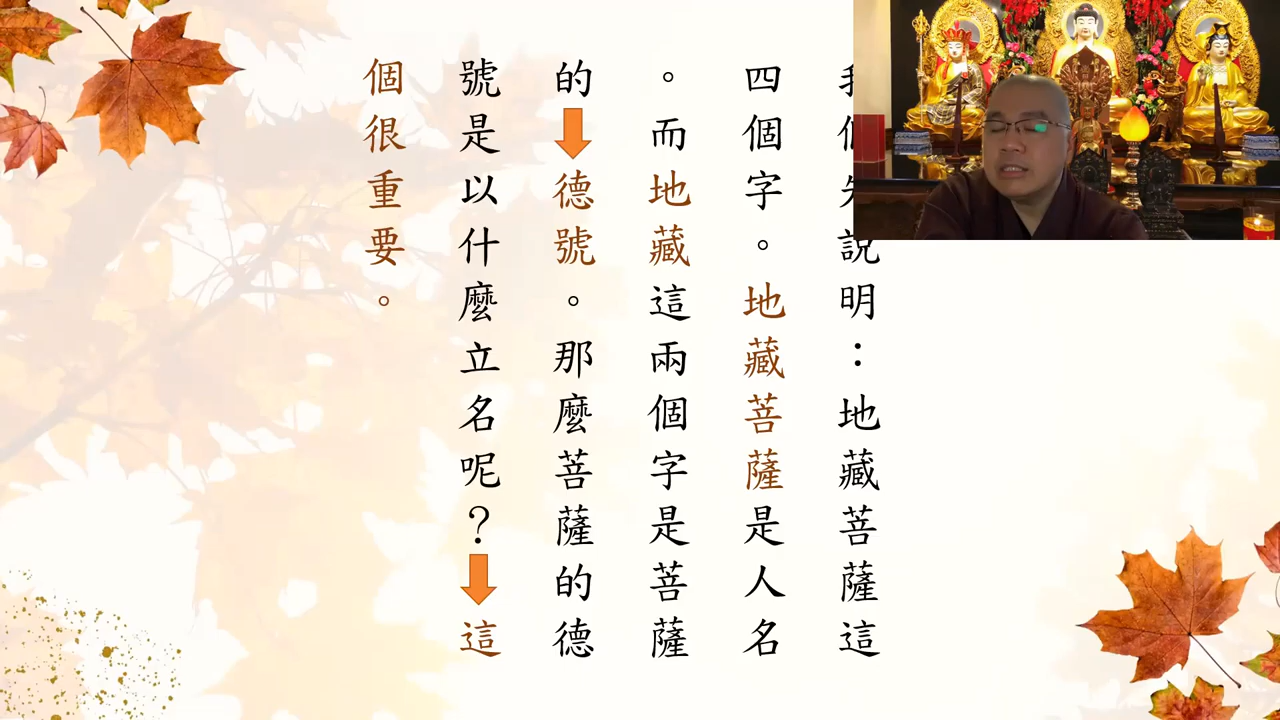 說明：地藏菩薩這
四個字。地藏菩薩是人名
。而地藏這兩個字是菩薩
的德號。那麼菩薩的德
號是以什麼立名呢？這
個很重要。